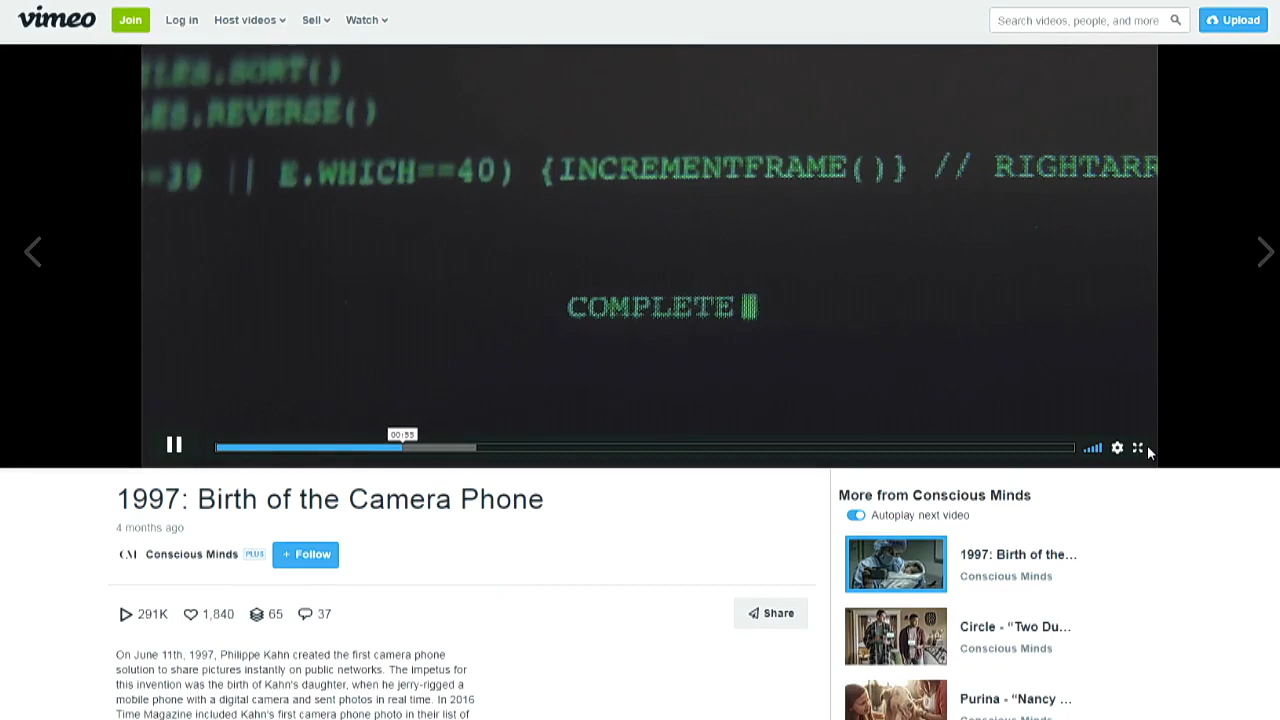 vimeo
Join
Log in
Host videos
Sell
Watch
Search videos, people, and more
Upload
LES.SORT()
LES.REVERSE()
==39 || E.WHICH==40) {INCREMENTFRAME()} // RIGHTARR
COMPLETE
00:55
1997: Birth of the Camera Phone
4 months ago
Conscious Minds PLUS
+ Follow
291K
1,840
65
37
Share
On June 11th, 1997, Philippe Kahn created the first camera phone
solution to share pictures instantly on public networks. The impetus for
this invention was the birth of Kahn's daughter, when he jerry-rigged a
mobile phone with a digital camera and sent photos in real time. In 2016
Time Magazine included Kahn's first camera phone photo in their list of
More from Conscious Minds
Autoplay next video
1997: Birth of the...
Conscious Minds
Circle - “Two Du...
Conscious Minds
Purina - “Nancy ...
Conscious Minds